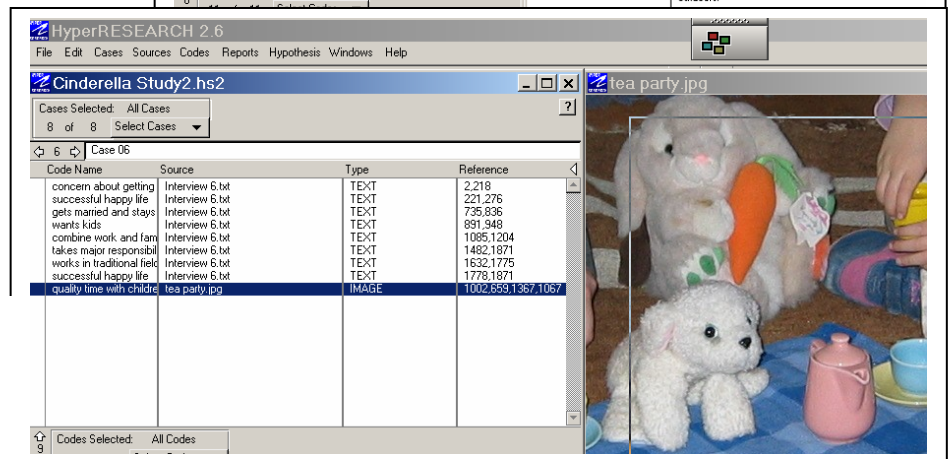 11 of 11 Select Codes
HyperRESEARCH 2.6
File Edit Cases Sources Codes Reports Hypothesis Windows Help
Cinderella Study2.hs2
tea party.jpg
Cases Selected: All Cases
?
8 of 8 Select Cases
6 Case 06
Code Name Source Type Reference
concern about getting Interview 6.txt TEXT 2,218
successful happy life Interview 6.txt TEXT 221,276
gets married and stays Interview 6.txt TEXT 735,836
wants kids Interview 6.txt TEXT 891,948
combine work and fam Interview 6.txt TEXT 1085,1204
takes major responsibil Interview 6.txt TEXT 1482,1871
works in traditional field Interview 6.txt TEXT 1632,1775
successful happy life Interview 6.txt TEXT 1778,1871
quality time with childre tea party.jpg IMAGE 1002,659,1367,1067
Codes Selected: All Codes
9